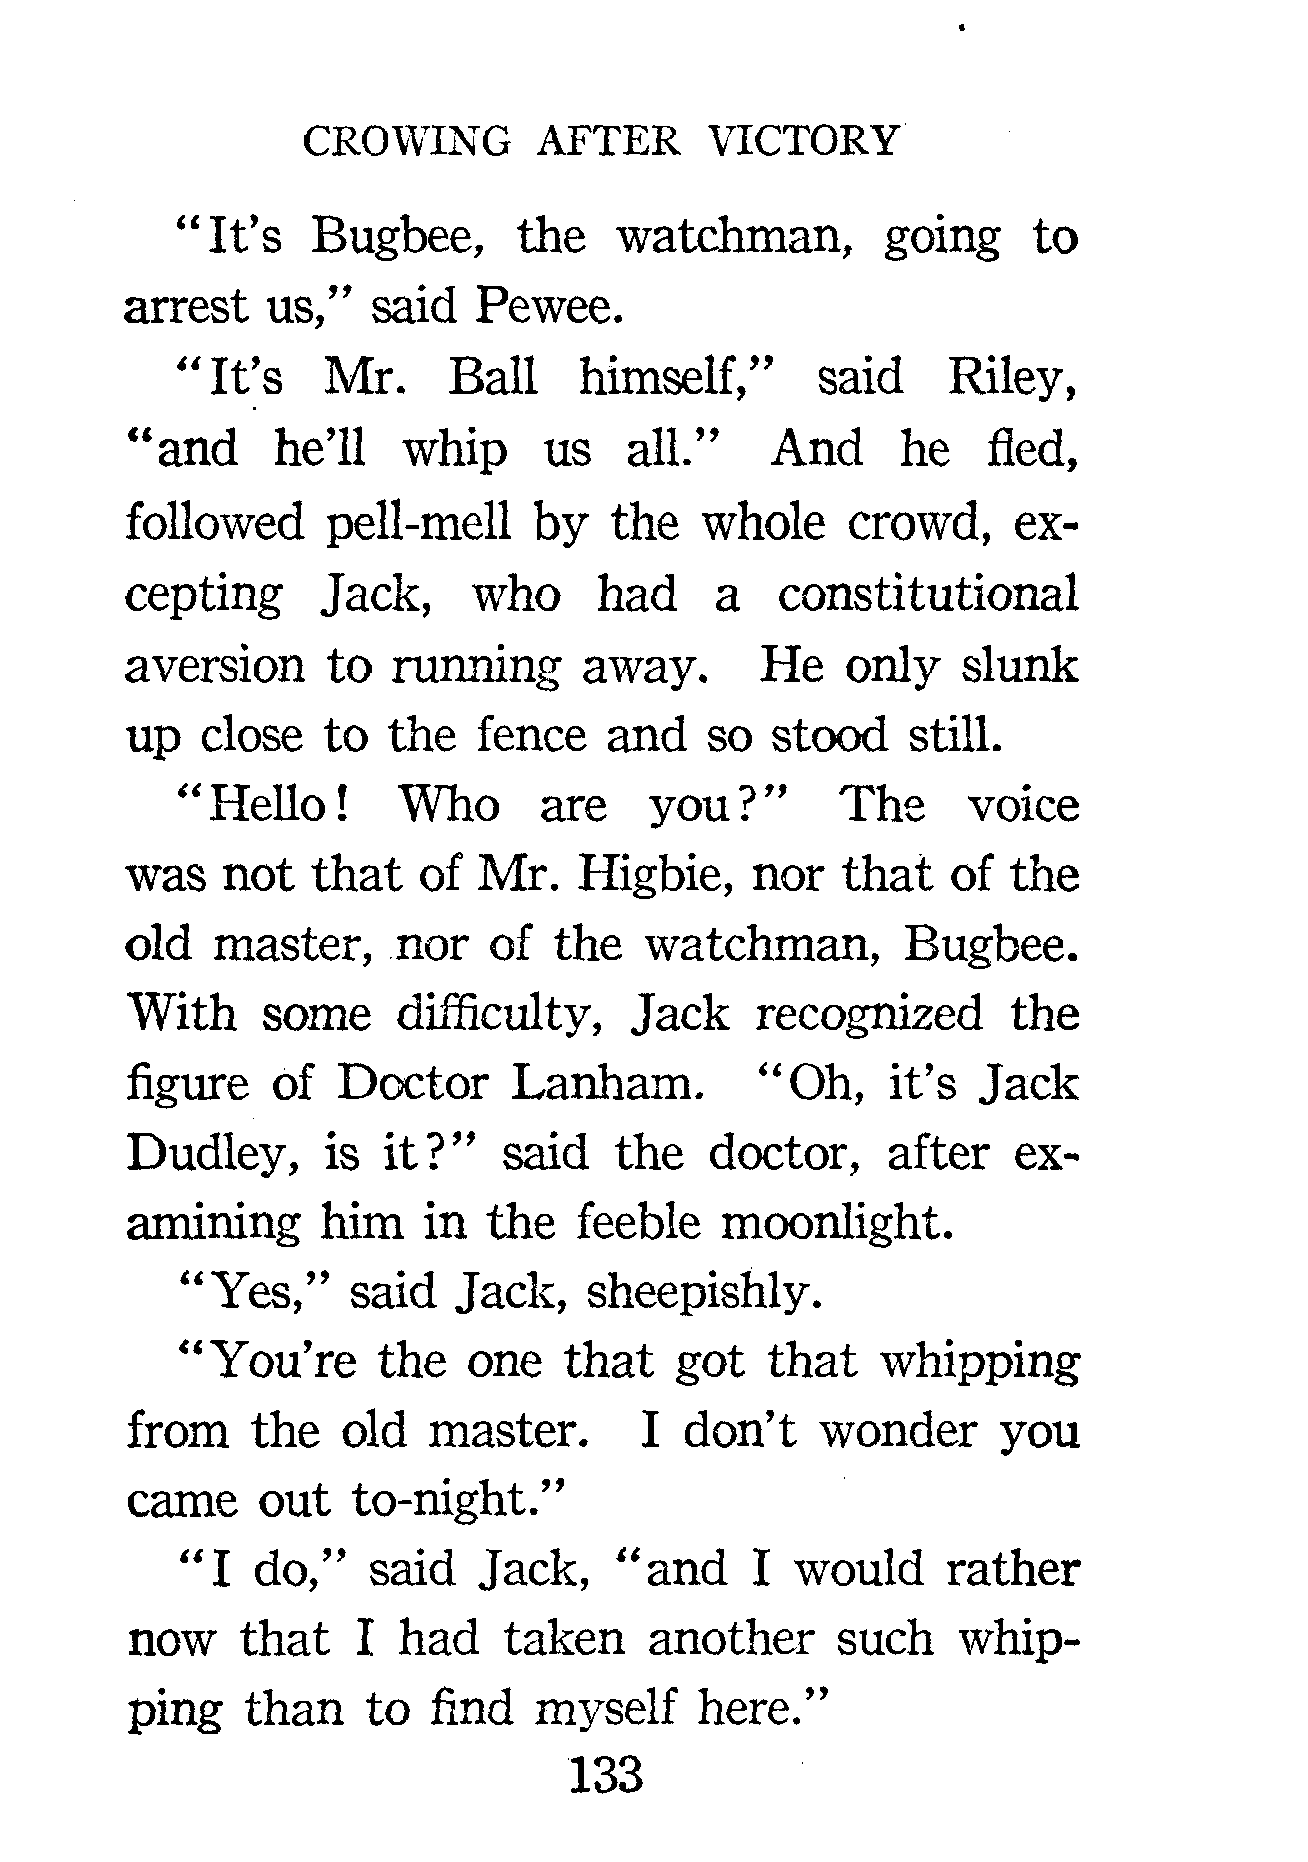 CROWING AFTER VICTORY
"It's Bugbee, the watchman, going to
arrest us," said Pewee.
"It's Mr. Ball himself," said Riley,
"and he'll whip us all." And he fled,
followed pell-mell by the whole crowd, ex-
cepting Jack, who had a constitutional
aversion to running away. He only slunk
up close to the fence and so stood still.
"Hello! Who are you?" The voice
was not that of Mr. Higbie, nor that of the
old master, nor of the watchman, Bugbee.
With some difficulty, Jack recognized the
figure of Doctor Lanham. "Oh, it's Jack
Dudley, is it?" said the doctor, after ex-
amining him in the feeble moonlight.
"Yes," said Jack, sheepishly.
"You're the one that got that whipping
from the old master. I don't wonder you
came out to-night."
"I do," said Jack, "and I would rather
now that I had taken another such whip-
ping than to find myself here."
133